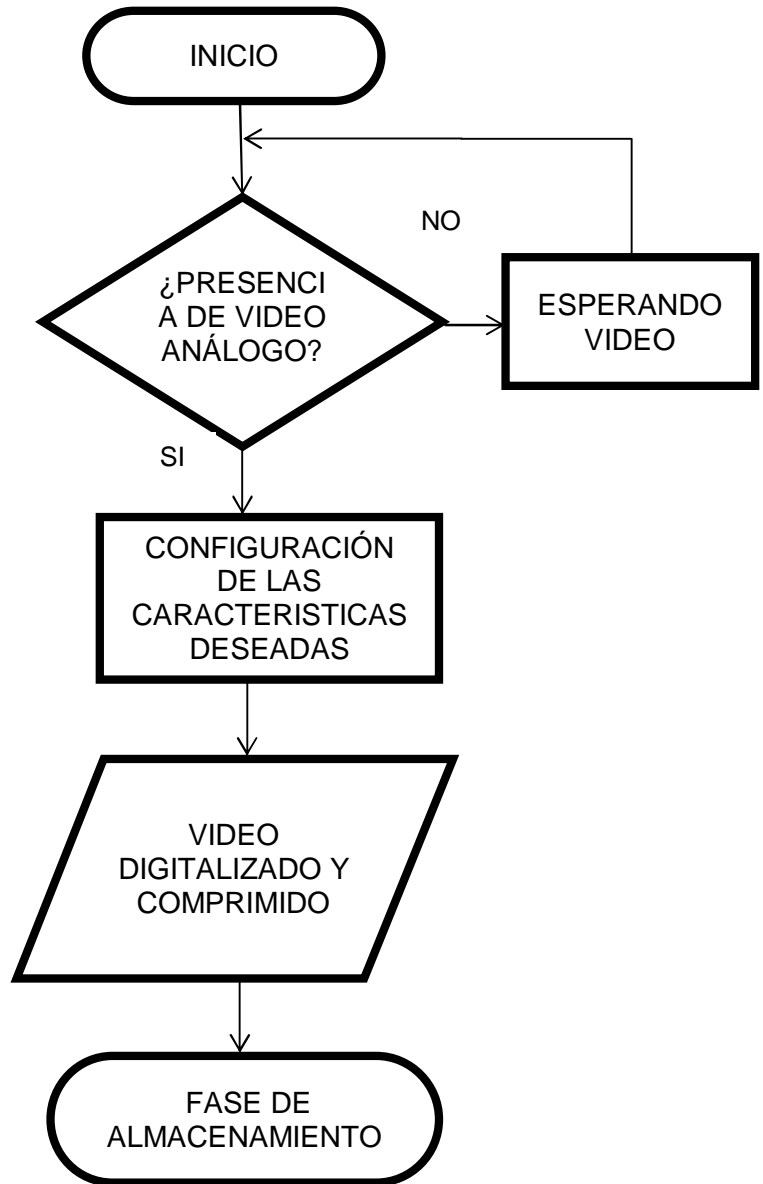 INICIO
NO
¿PRESENCI
A DE VIDEO
ANÁLOGO?
ESPERANDO
VIDEO
SI
CONFIGURACIÓN
DE LAS
CARACTERISTICAS
DESEADAS
VIDEO
DIGITALIZADO Y
COMPRIMIDO
FASE DE
ALMACENAMIENTO